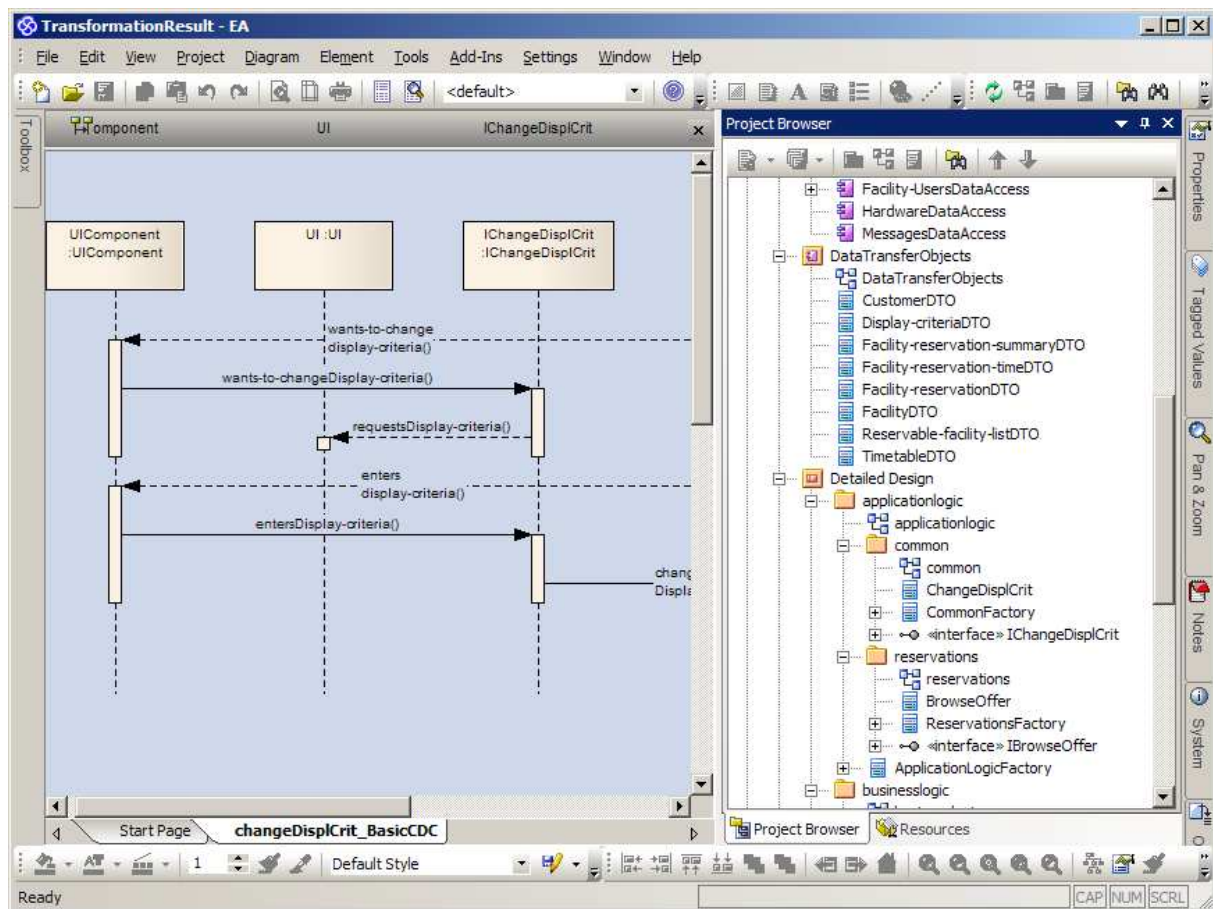 TransformationResult - EA
File Edit View Project Diagram Element Tools Add-Ins Settings Window Help
<default>
Toolbox
omponent UI IChangeDisplCrit
UIComponent
:UIComponent
UI :UI
IChangeDisplCrit
:IChangeDisplCrit
wants-to-change
display-criteria()
wants-to-changeDisplay-criteria()
requestsDisplay-criteria()
enters
display-criteria()
entersDisplay-criteria()
chang
Displa
Start Page changeDisplCrit_BasicCDC
Project Browser
Facility-UsersDataAccess
HardwareDataAccess
MessagesDataAccess
DataTransferObjects
DataTransferObjects
CustomerDTO
Display-criteriaDTO
Facility-reservation-summaryDTO
Facility-reservation-timeDTO
Facility-reservationDTO
FacilityDTO
Reservable-facility-listDTO
TimetableDTO
Detailed Design
applicationlogic
applicationlogic
common
common
ChangeDisplCrit
CommonFactory
«interface» IChangeDisplCrit
reservations
reservations
BrowseOffer
ReservationsFactory
«interface» IBrowseOffer
ApplicationLogicFactory
businesslogic
Project Browser Resources
Properties
Tagged Values
Pan & Zoom
Notes
System
1 Default Style
Ready
CAP NUM SCRL